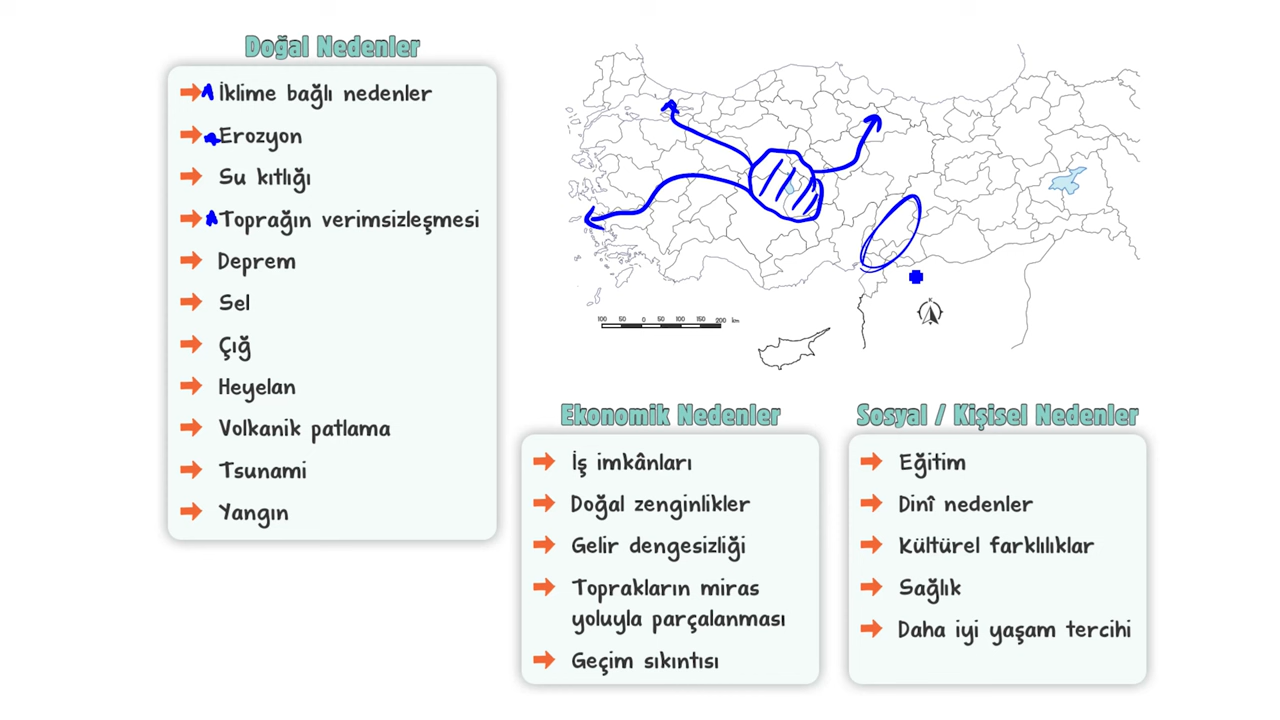 Doğal Nedenler
İklime bağlı nedenler
Erozyon
Su kıtlığı
Toprağın verimsizleşmesi
Deprem
Sel
Çığ
Heyelan
Volkanik patlama
Tsunami
Yangın
100 50 0 50 100 150 200 km
K
Ekonomik Nedenler
İş imkânları
Doğal zenginlikler
Gelir dengesizliği
Toprakların miras
yoluyla parçalanması
Geçim sıkıntısı
Sosyal / Kişisel Nedenler
Eğitim
Dinî nedenler
Kültürel farklılıklar
Sağlık
Daha iyi yaşam tercihi